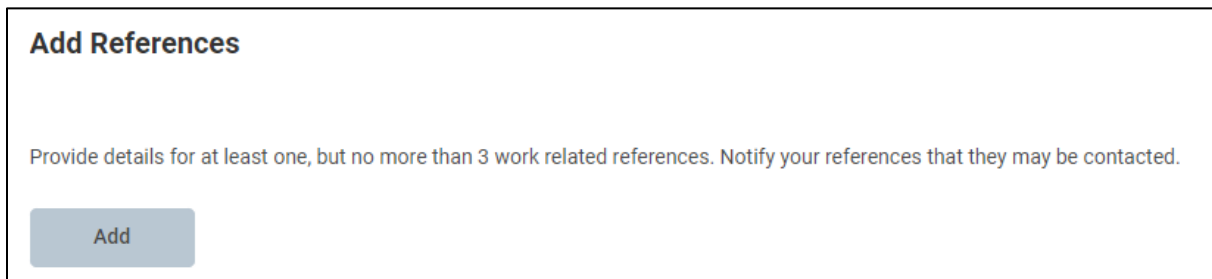 Add References
Provide details for at least one, but no more than 3 work related references. Notify your references that they may be contacted.
Add